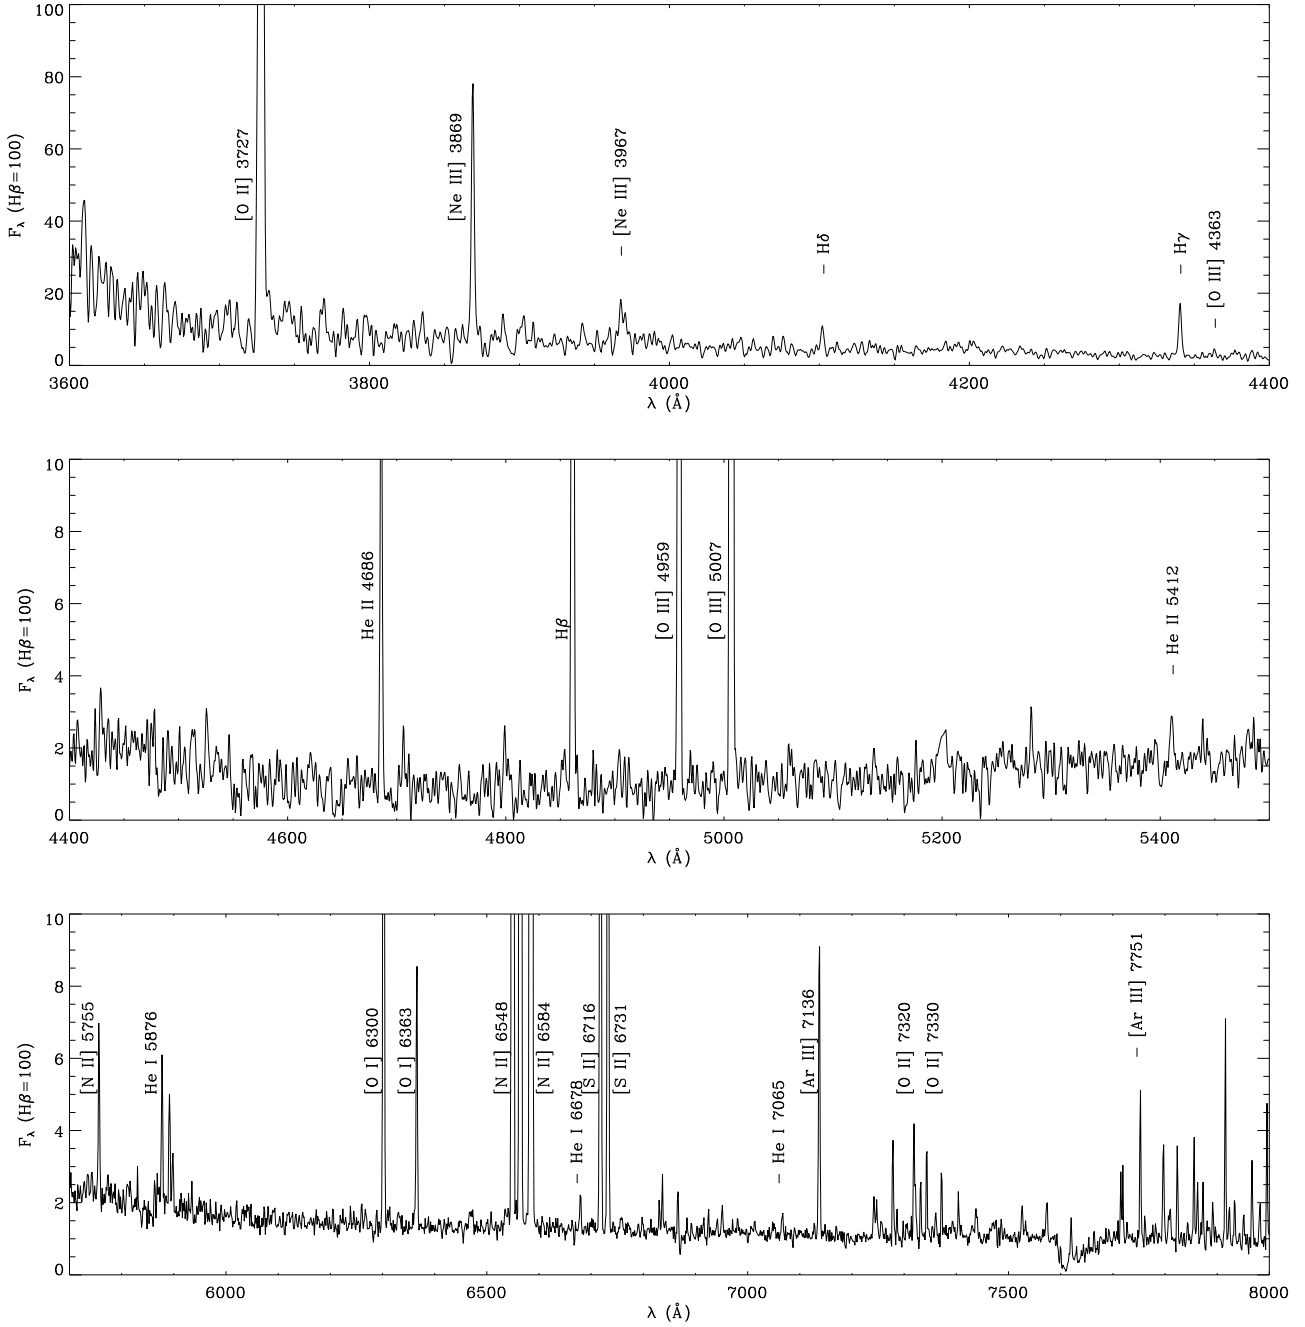 100
80
60
40
20
0
F_λ (Hβ=100)
[O II] 3727
[Ne III] 3869
[Ne III] 3967
Hδ
Hγ
[O III] 4363
3600 3800 4000 4200 4400
λ (Å)
10
8
6
4
2
0
F_λ (Hβ=100)
He II 4686
Hβ
[O III] 4959
[O III] 5007
He II 5412
4400 4600 4800 5000 5200 5400
λ (Å)
10
8
6
4
2
0
F_λ (Hβ=100)
[N II] 5755
He I 5876
[O I] 6300
[O I] 6363
[N II] 6548
[N II] 6584
He I 6678
[S II] 6716
[S II] 6731
He I 7065
[Ar III] 7136
[O II] 7320
[O II] 7330
[Ar III] 7751
6000 6500 7000 7500 8000
λ (Å)